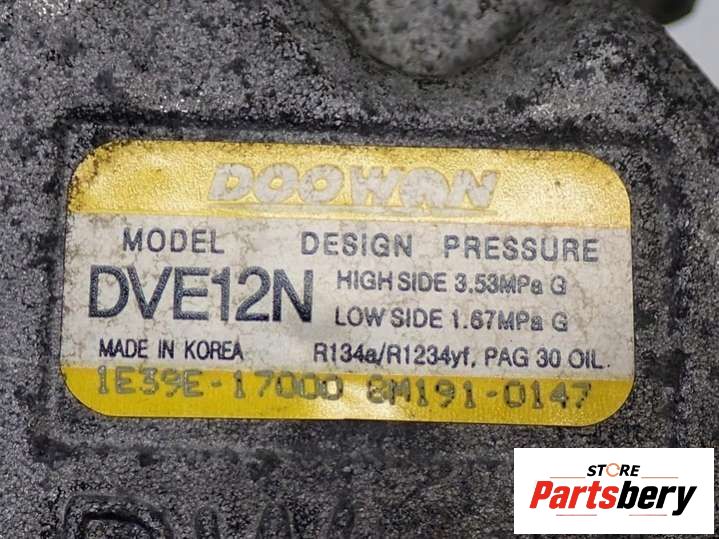 DOOWON
MODEL DESIGN PRESSURE
DVE12N HIGH SIDE 3.53MPa G
LOW SIDE 1.67MPa G
MADE IN KOREA R134a/R1234yf, PAG 30 OIL
1E39E-17000 8M191-0147
STORE
Partsbery